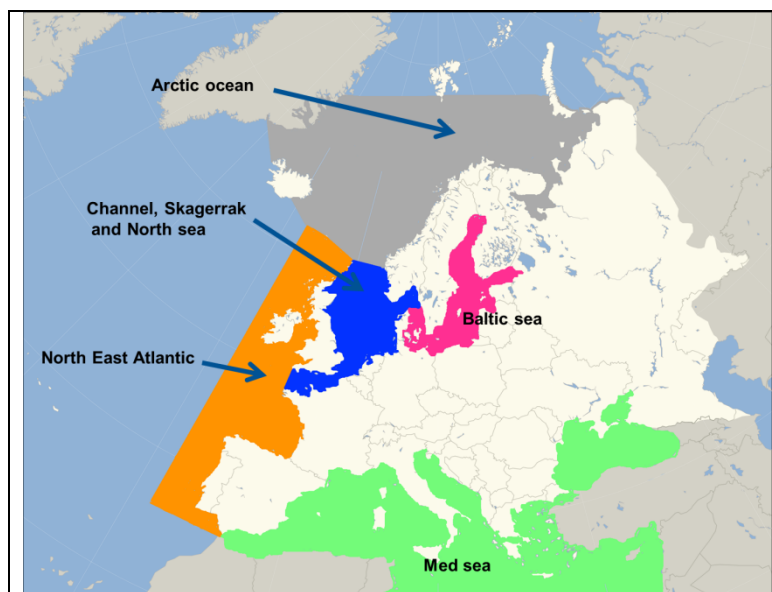 Arctic ocean
Channel, Skagerrak
and North sea
Baltic sea
North East Atlantic
Med sea